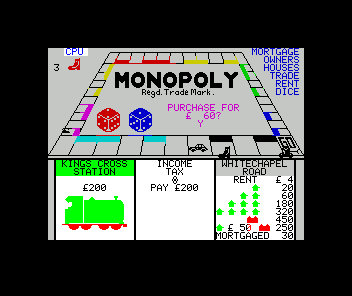 CPU
3
MORTGAGE
OWNERS
HOUSES
TRADE
RENT
DICE
MONOPOLY
Regd. Trade Mark.
PURCHASE FOR
£ 60?
Y
KINGS CROSS
STATION
£200
INCOME
TAX
PAY £200
WHITECHAPEL
ROAD
RENT £ 4
20
60
180
320
450
£ 50 250
MORTGAGED 30